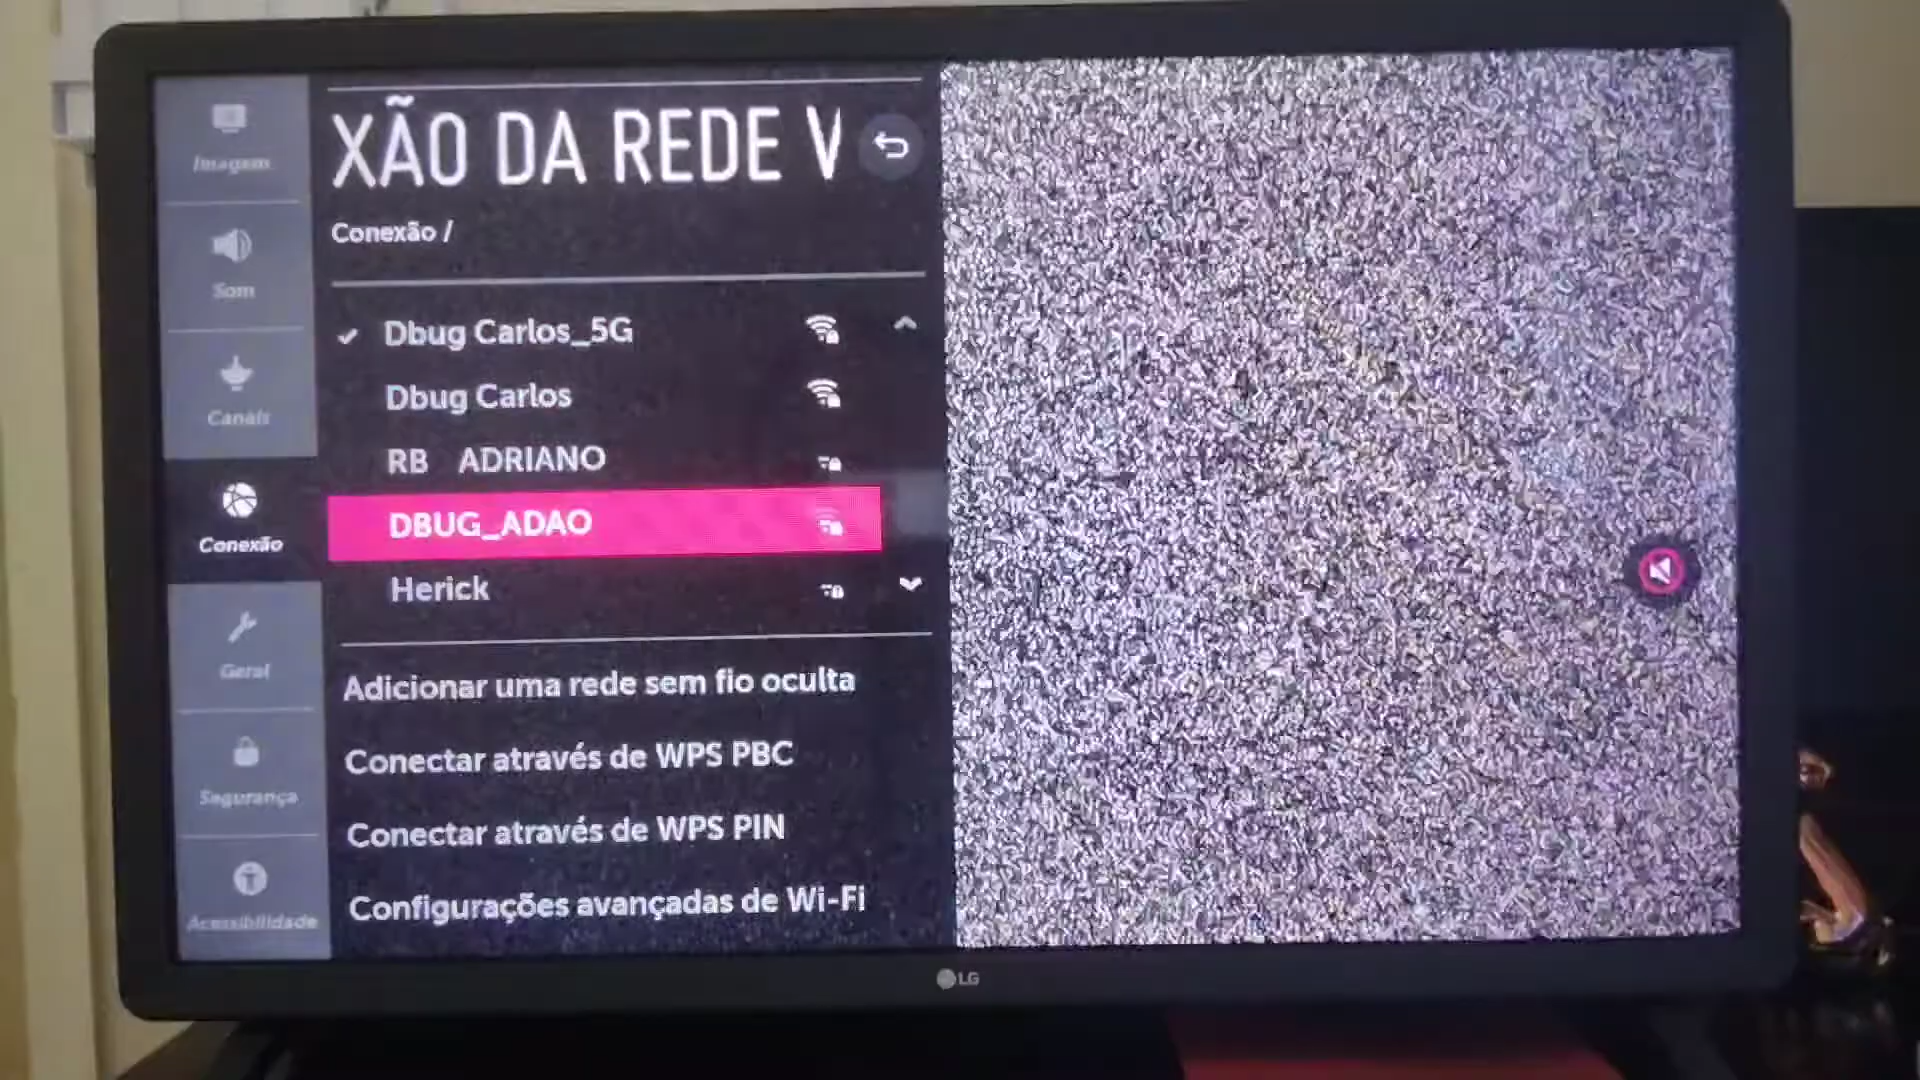 Imagem
Som
Canais
Conexão
Geral
Segurança
Acessibilidade
XÃO DA REDE V
Conexão /
Dbug Carlos_5G
Dbug Carlos
RB ADRIANO
DBUG_ADAO
Herick
Adicionar uma rede sem fio oculta
Conectar através de WPS PBC
Conectar através de WPS PIN
Configurações avançadas de Wi-Fi
LG